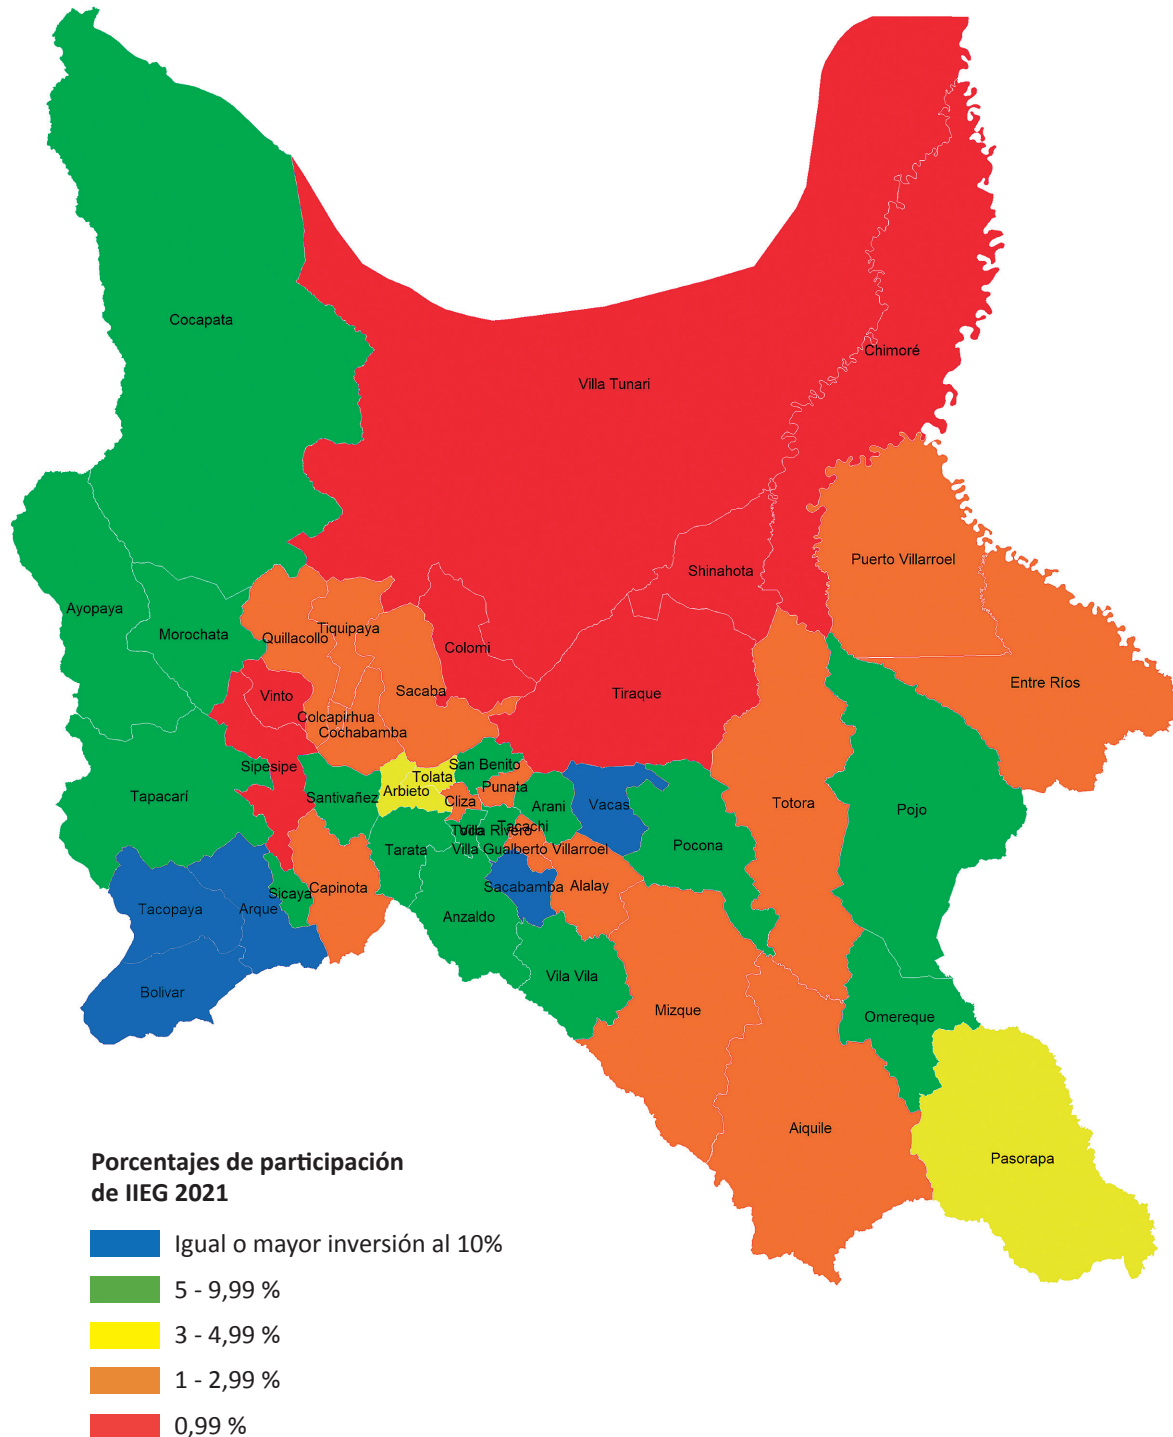 Cocapata
Villa Tunari
Chimoré
Puerto Villarroel
Shinahota
Ayopaya
Morochata
Tiquipaya
Quillacollo
Colomi
Entre Ríos
Sacaba
Tiraque
Vinto
Colcapirhua
Cochabamba
San Benito
Sipesipe
Tolata
Punata
Arbieto
Tapacarí
Santivañez
Cliza
Arani
Vacas
Totora
Pojo
Tacachi
Villa Rivero
Tarata
Villa Gualberto Villarroel
Pocona
Sicaya
Capinota
Sacabamba
Alalay
Tacopaya
Arque
Anzaldo
Vila Vila
Bolivar
Mizque
Omereque
Aiquile
Pasorapa
Porcentajes de participación
de IIEG 2021
Igual o mayor inversión al 10%
5 - 9,99 %
3 - 4,99 %
1 - 2,99 %
0,99 %